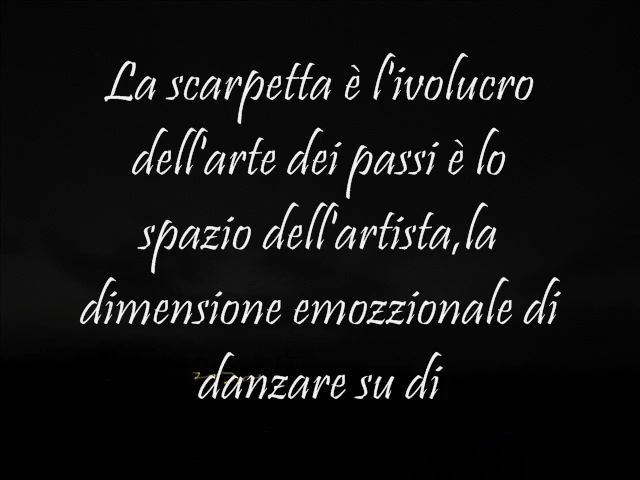 La scarpetta è l'ivolucro
dell'arte dei passi è lo
spazio dell'artista,la
dimensione emozzionale di
danzare su di